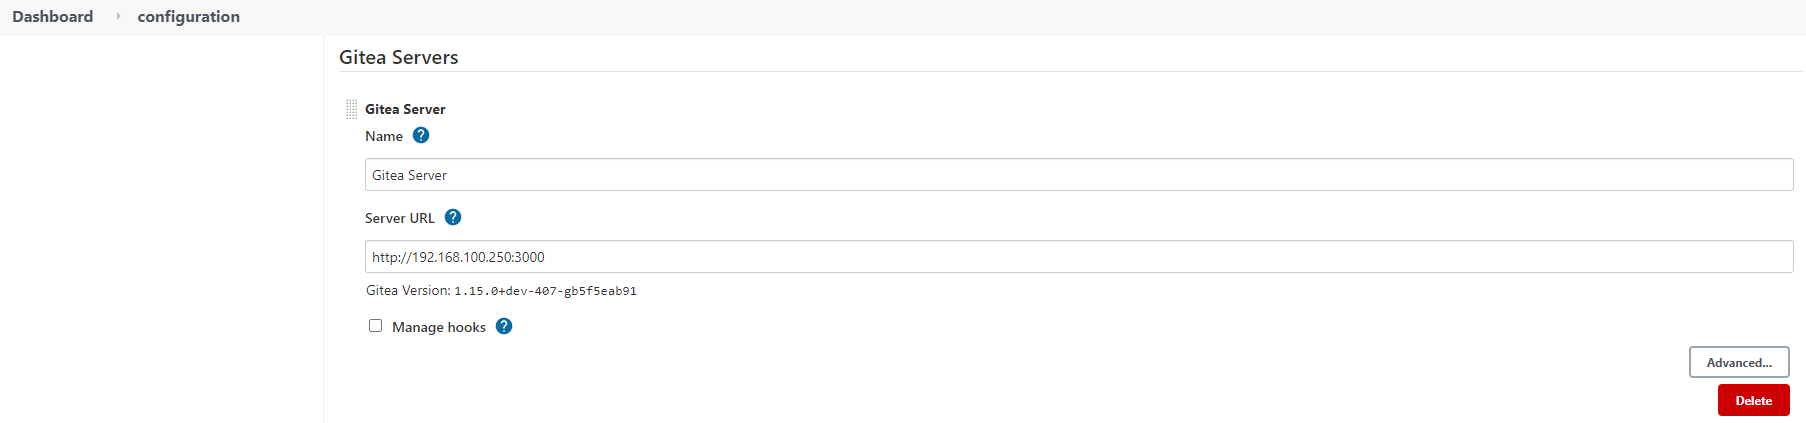 Dashboard configuration
Gitea Servers
Gitea Server
Name ?
Gitea Server
Server URL ?
http://192.168.100.250:3000
Gitea Version: 1.15.0+dev-407-gb5f5eab91
Manage hooks ?
Advanced...
Delete